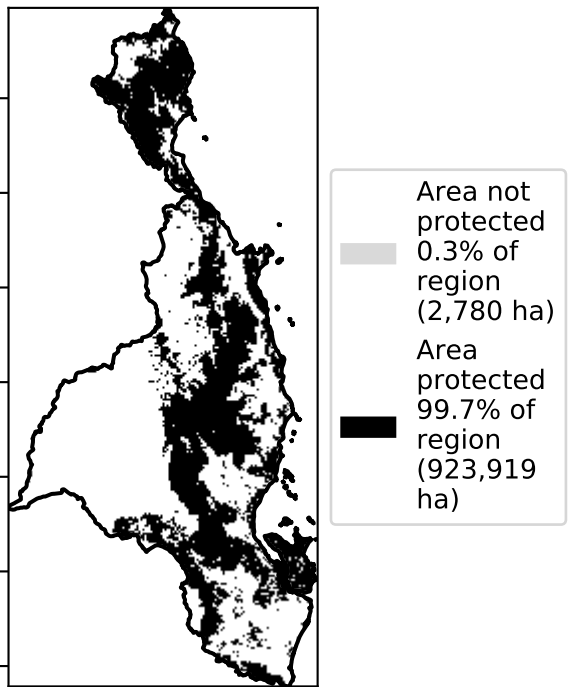 Area not
protected
0.3% of
region
(2,780 ha)
Area
protected
99.7% of
region
(923,919
ha)